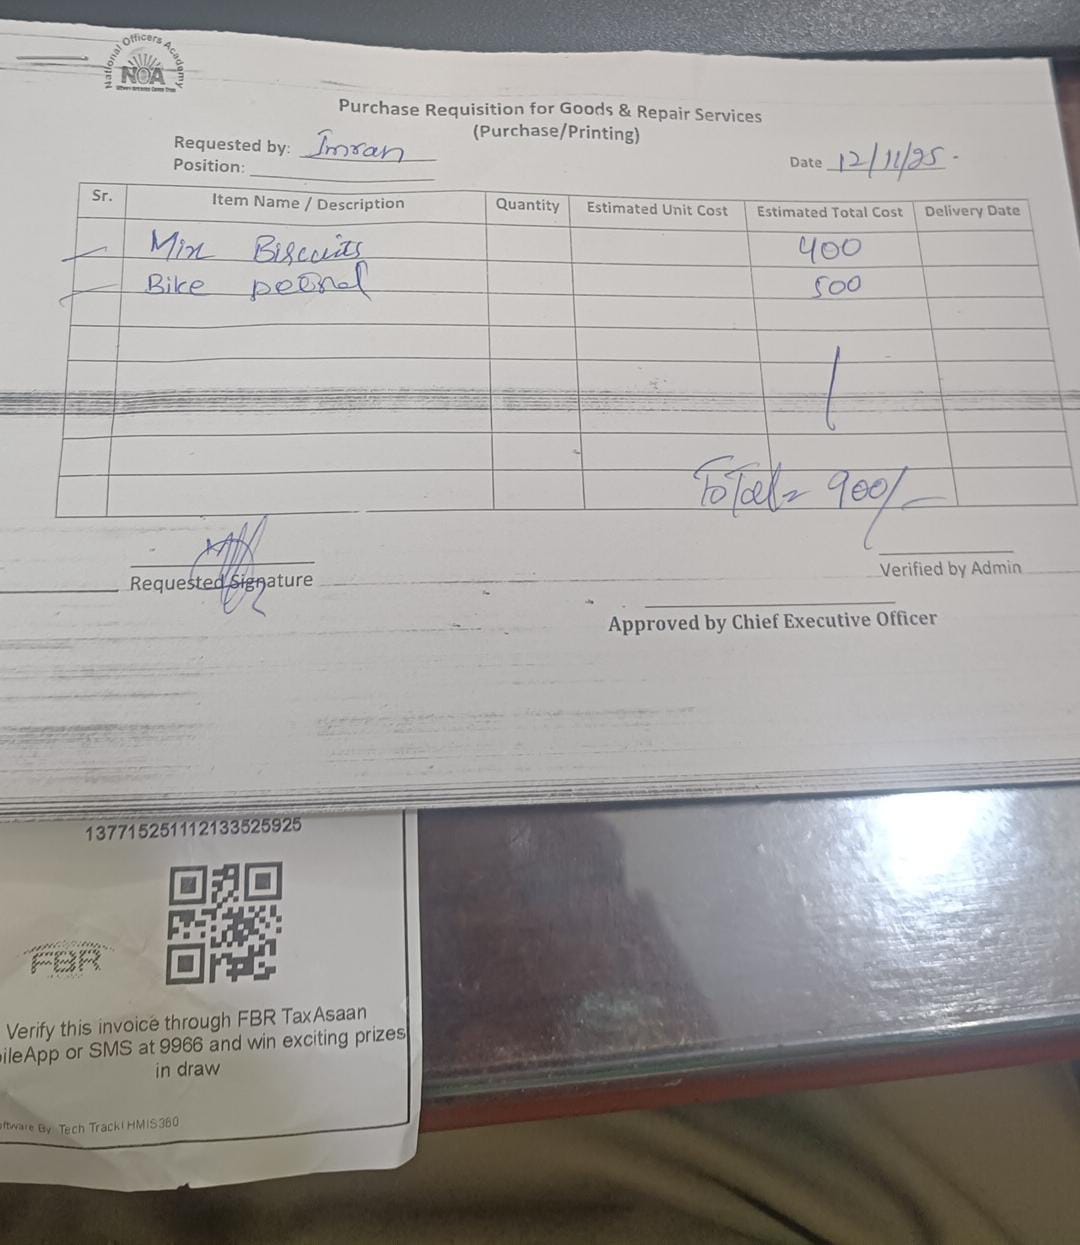 National Officers Academy
NOA
Purchase Requisition for Goods & Repair Services
(Purchase/Printing)
Requested by: Imran
Position:
Date 12/11/25.
Sr. Item Name / Description Quantity Estimated Unit Cost Estimated Total Cost Delivery Date
Mix Biscuits 400
Bike petrol 500
Total = 900/-
Requested Signature
Verified by Admin
Approved by Chief Executive Officer
137715251112133525925
FBR
Verify this invoice through FBR TaxAsaan
ileApp or SMS at 9966 and win exciting prizes
in draw
oftware By: Tech Track| HMIS360